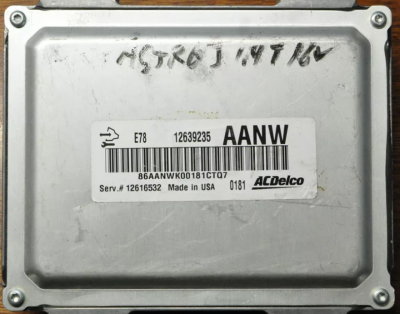 ASTRA J 1.4T 16V
E78 12639235 AANW
86AANWK00181CTQ7
Serv.# 12616532 Made in USA 0181 ACDelco